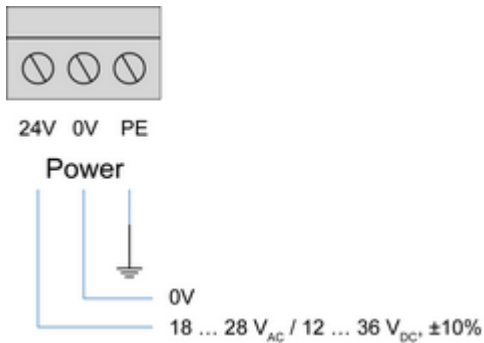 24V 0V PE
Power
0V
18 … 28 VAC / 12 … 36 VDC, ±10%